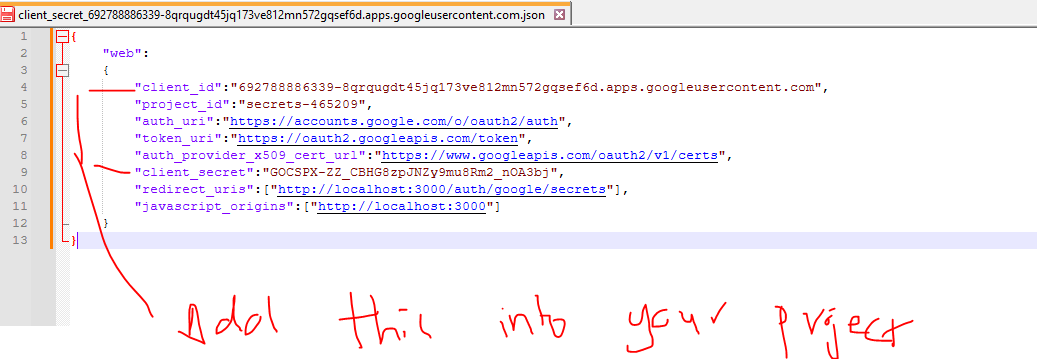 client_secret_692788886339-8qrqugdt45jq173ve812mn572gqsef6d.apps.googleusercontent.com.json
1 {
2 "web":
3 {
4 "client_id":"692788886339-8qrqugdt45jq173ve812mn572gqsef6d.apps.googleusercontent.com",
5 "project_id":"secrets-465209",
6 "auth_uri":"https://accounts.google.com/o/oauth2/auth",
7 "token_uri":"https://oauth2.googleapis.com/token",
8 "auth_provider_x509_cert_url":"https://www.googleapis.com/oauth2/v1/certs",
9 "client_secret":"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",
10 "redirect_uris":["http://localhost:3000/auth/google/secrets"],
11 "javascript_origins":["http://localhost:3000"]
12 }
13 }
Add this into your project